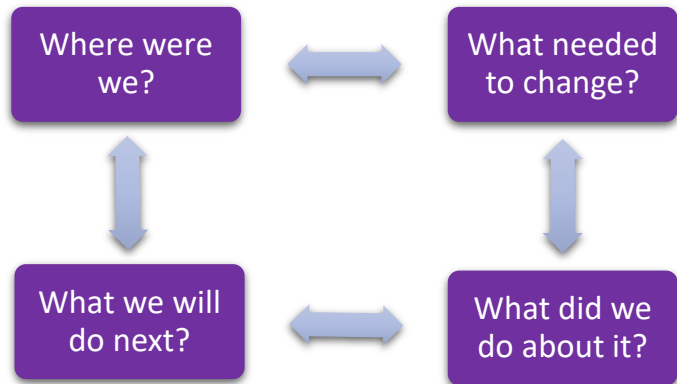 Where were
we?
What needed
to change?
What we will
do next?
What did we
do about it?